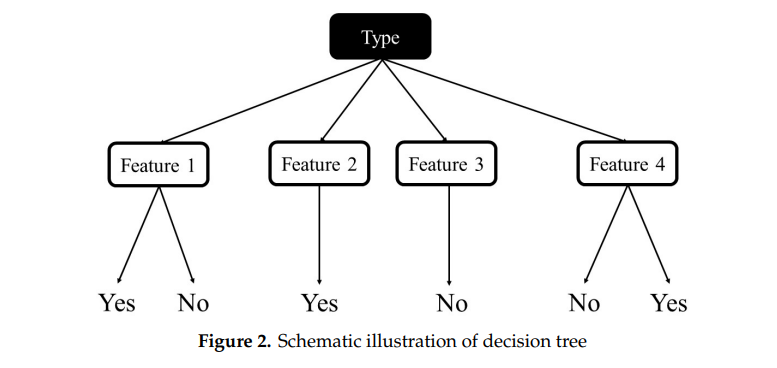 Type
Feature 1
Feature 2
Feature 3
Feature 4
Yes
No
Yes
No
No
Yes
Figure 2. Schematic illustration of decision tree